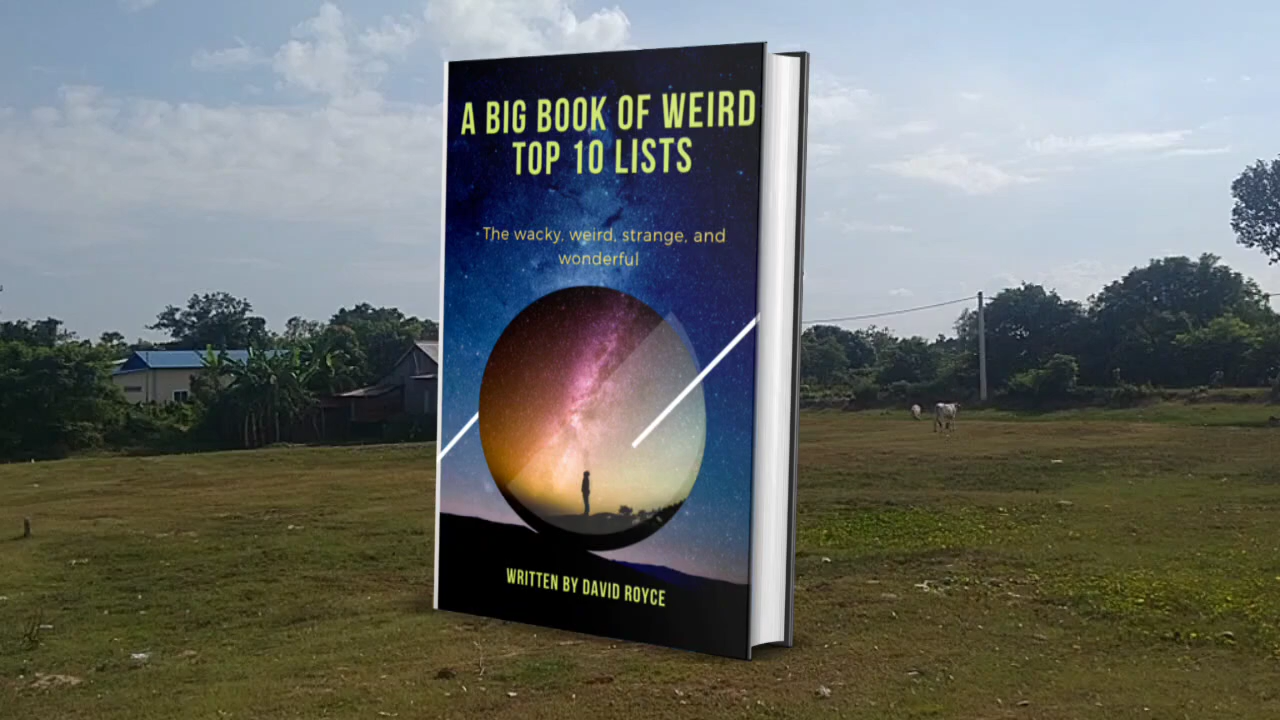 A BIG BOOK OF WEIRD
TOP 10 LISTS
The wacky, weird, strange, and
wonderful
WRITTEN BY DAVID ROYCE